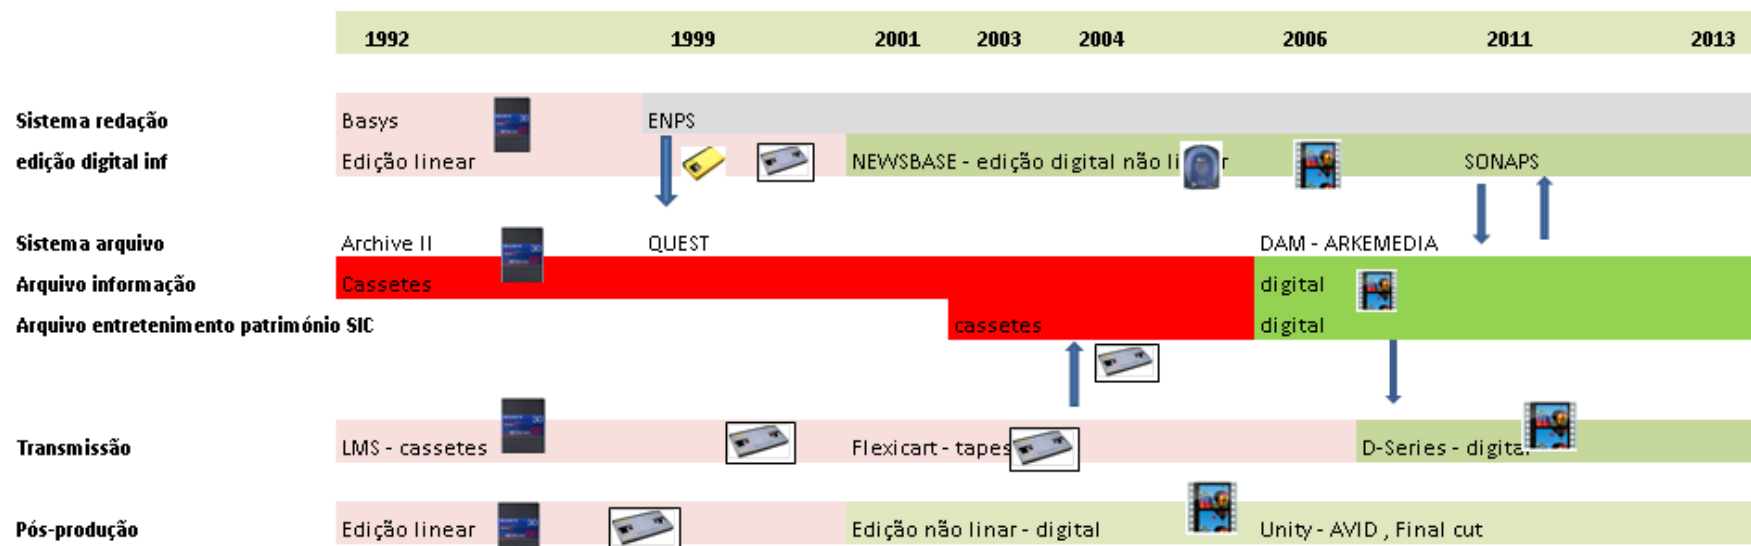 1992 1999 2001 2003 2004 2006 2011 2013
Sistema redação Basys ENPS
edição digital inf Edição linear NEWSBASE - edição digital não li r SONAPS
Sistema arquivo Archive II QUEST DAM - ARKEMEDIA
Arquivo informação Cassetes digital
Arquivo entretenimento património SIC cassetes digital
Transmissão LMS - cassetes Flexicart - tapes D-Series - digital
Pós-produção Edição linear Edição não linar - digital Unity - AVID , Final cut